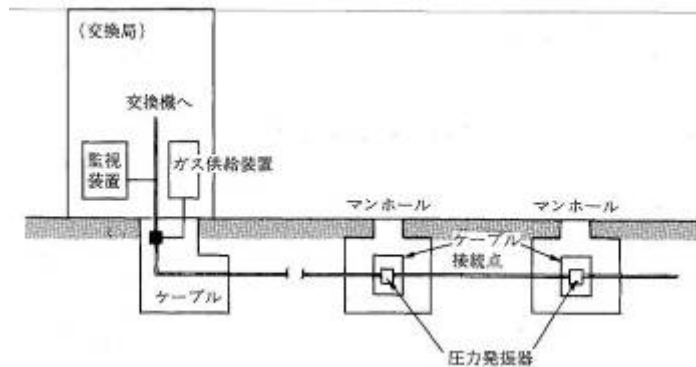 (交換局)
交換機へ
監視
装置
ガス供給装置
マンホール
マンホール
ケーブル
接続点
ケーブル
圧力発振器